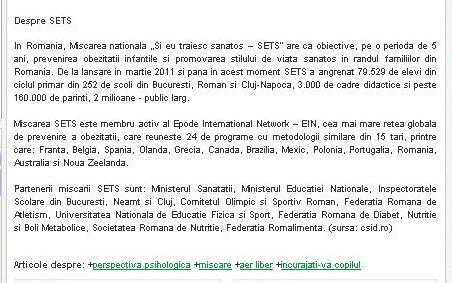 Despre SETS
In Romania, Miscarea nationala „Si eu traiesc sanatos – SETS” are ca obiective, pe o perioda de 5
ani, prevenirea obezitatii infantile si promovarea stilului de viata sanatos in randul familiilor din
Romania. De la lansare in martie 2011 si pana in acest moment SETS a angrenat 79.529 de elevi din
ciclul primar din 252 de scoli din Bucuresti, Roman si Cluj-Napoca, 3.000 de cadre didactice si peste
160.000 de parinti, 2 milioane - public larg.
Miscarea SETS este membru activ al Epode International Network – EIN, cea mai mare retea globala
de prevenire a obezitatii, care reuneste 24 de programe cu metodologii similare din 15 tari, printre
care: Franta, Belgia, Spania, Olanda, Grecia, Canada, Brazilia, Mexic, Polonia, Portugalia, Romania,
Australia si Noua Zeelanda.
Partenerii miscarii SETS sunt: Ministerul Sanatatii, Ministerul Educatiei Nationale, Inspectoratele
Scolare din Bucuresti, Neamt si Cluj, Comitetul Olimpic si Sportiv Roman, Federatia Romana de
Atletism, Universitatea Nationala de Educatie Fizica si Sport, Federatia Romana de Diabet, Nutritie
si Boli Metabolice, Societatea Romana de Nutritie, Federatia Romalimenta. (sursa: csid.ro)
Articole despre: +perspectiva psihologica +miscare +aer liber +incurajati-va copilul